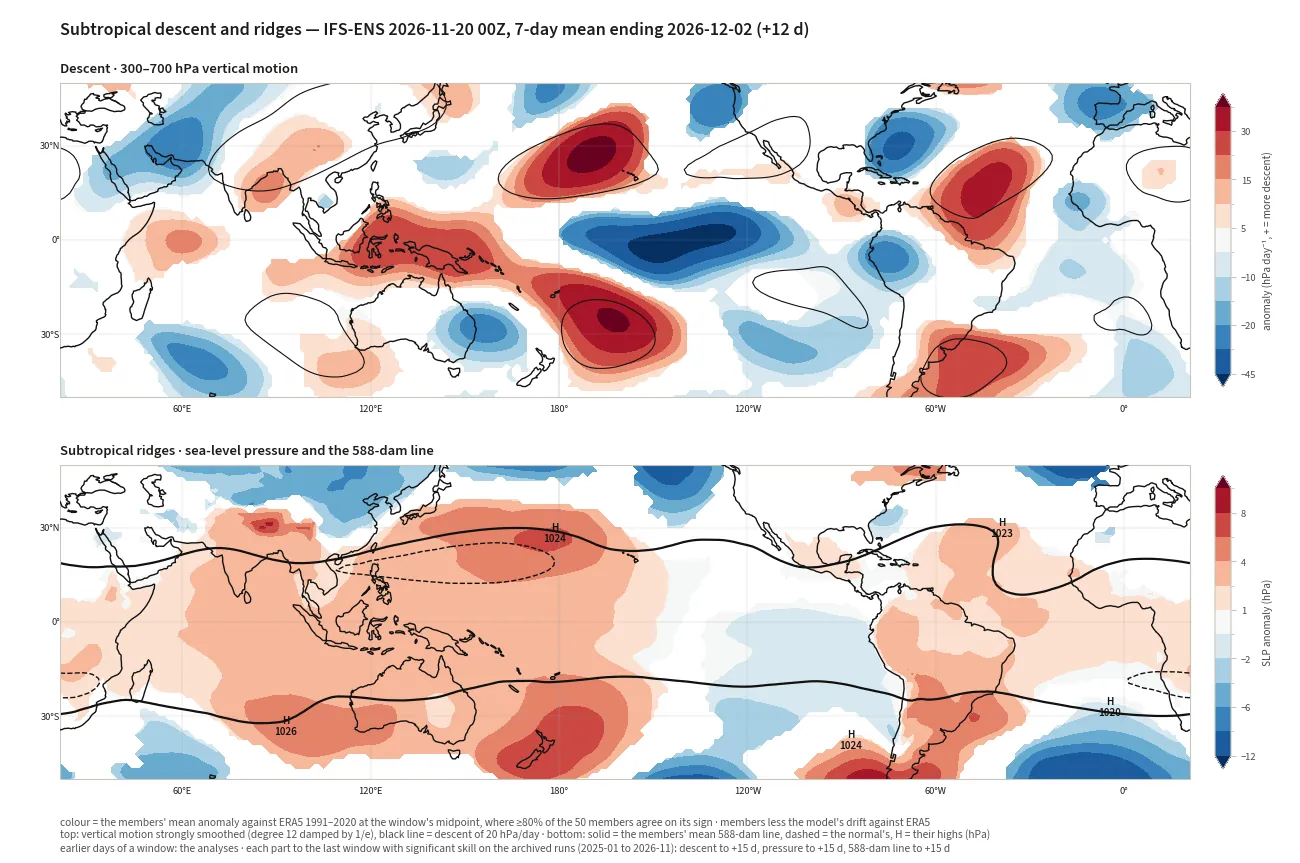 Subtropical descent and ridges — IFS-ENS 2026-11-20 00Z, 7-day mean ending 2026-12-02 (+12 d)
Descent · 300–700 hPa vertical motion
30°N
0°
30°S
60°E
120°E
180°
120°W
60°W
0°
30
15
5
−10
−20
−45
anomaly (hPa day⁻¹, + = more descent)
Subtropical ridges · sea-level pressure and the 588-dam line
30°N
0°
30°S
H
1024
H
1023
H
1026
H
1024
H
1020
60°E
120°E
180°
120°W
60°W
0°
8
4
1
−2
−6
−12
SLP anomaly (hPa)
colour = the members' mean anomaly against ERA5 1991–2020 at the window's midpoint, where ≥80% of the 50 members agree on its sign · members less the model's drift against ERA5
top: vertical motion strongly smoothed (degree 12 damped by 1/e), black line = descent of 20 hPa/day · bottom: solid = the members' mean 588-dam line, dashed = the normal's, H = their highs (hPa)
earlier days of a window: the analyses · each part to the last window with significant skill on the archived runs (2025-01 to 2026-11): descent to +15 d, pressure to +15 d, 588-dam line to +15 d